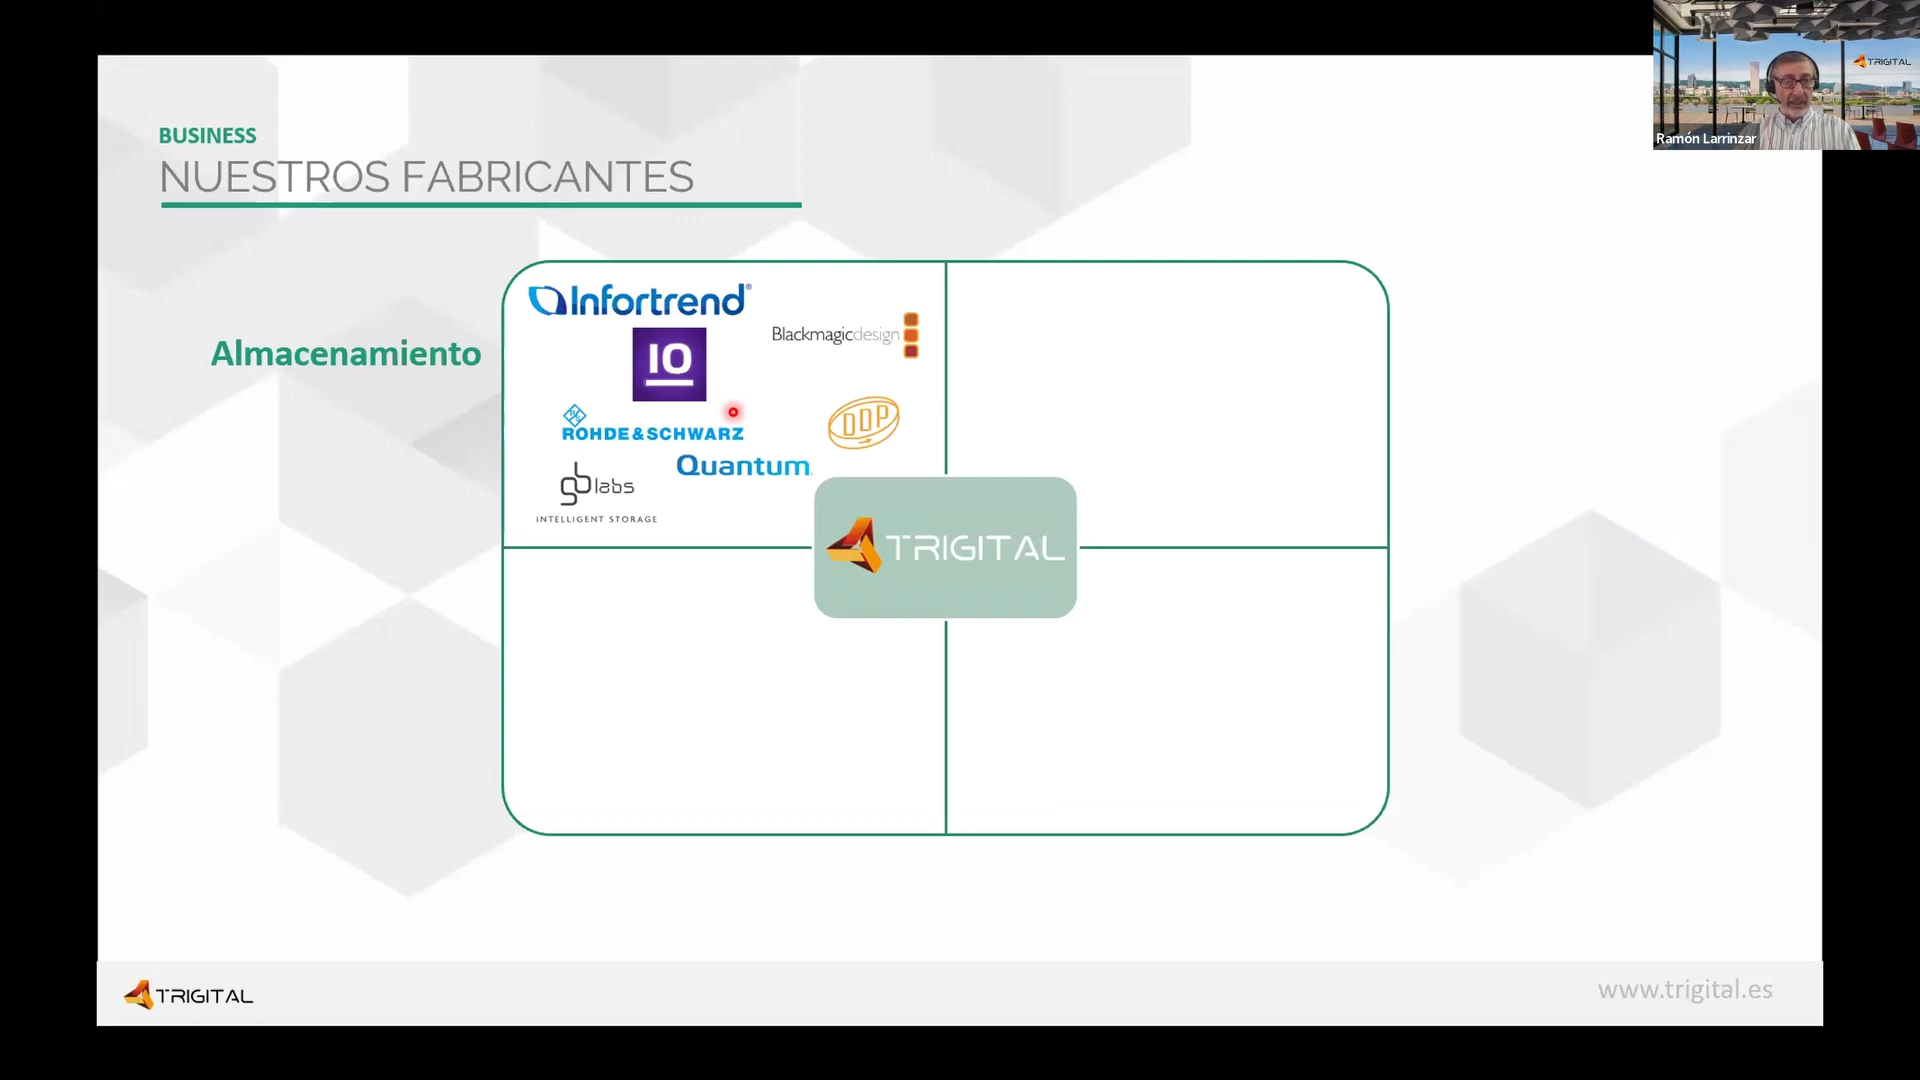 BUSINESS
NUESTROS FABRICANTES
TRIGITAL
Ramón Larrinzar
Almacenamiento
Infortrend®
Blackmagicdesign
IO
ROHDE & SCHWARZ
DDP
Quantum
gb labs
INTELLIGENT STORAGE
TRIGITAL
TRIGITAL
www.trigital.es